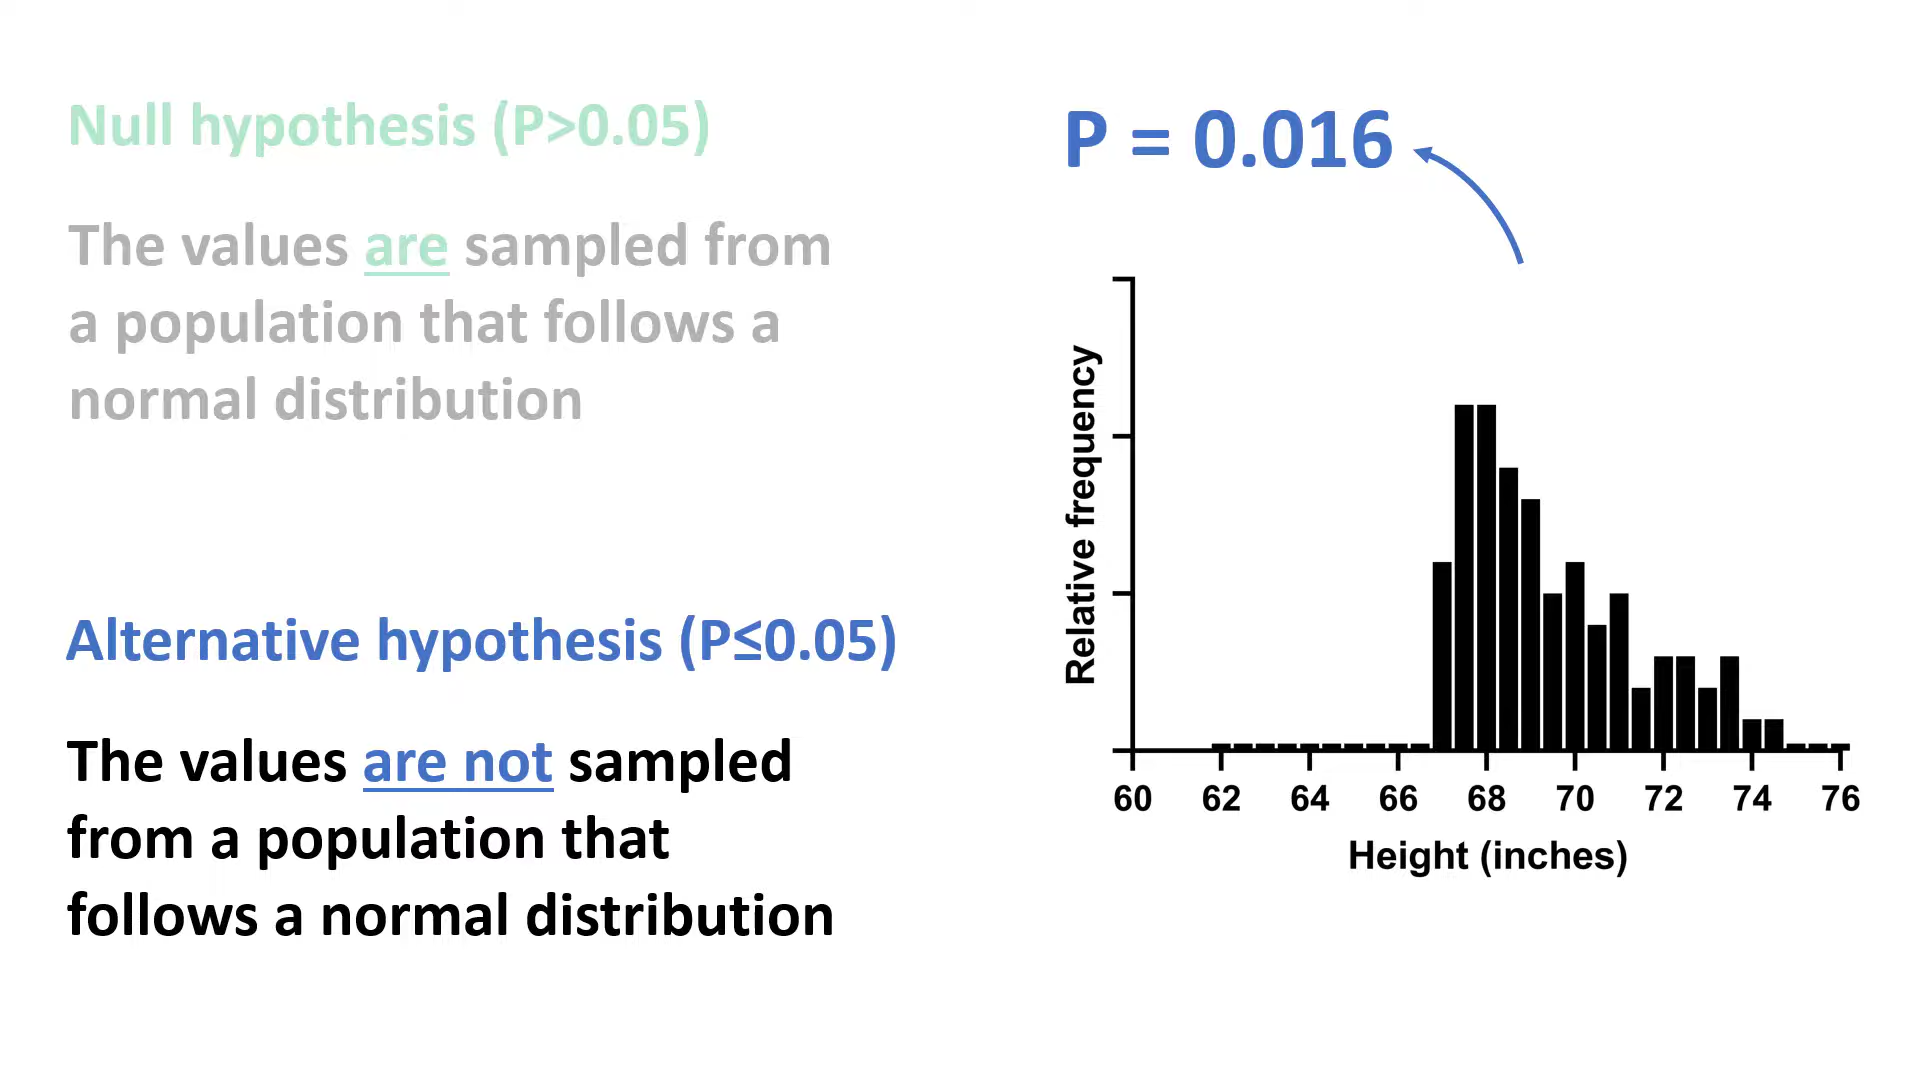 Null hypothesis (P>0.05)
The values are sampled from
a population that follows a
normal distribution
Alternative hypothesis (P≤0.05)
The values are not sampled
from a population that
follows a normal distribution
P = 0.016
Relative frequency
60 62 64 66 68 70 72 74 76
Height (inches)